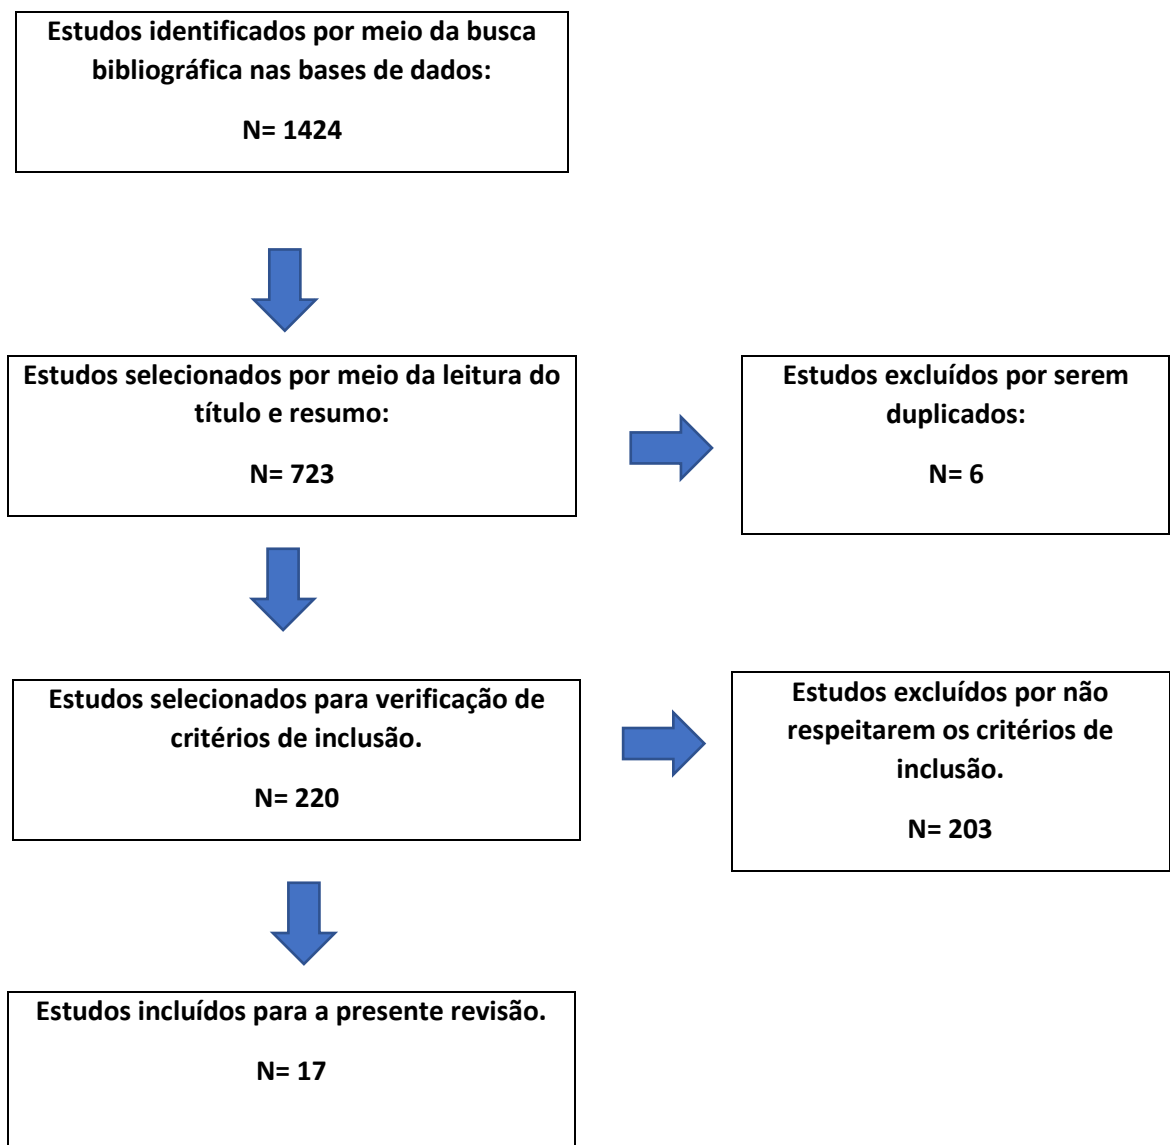 Estudos identificados por meio da busca
bibliográfica nas bases de dados:
N= 1424
Estudos selecionados por meio da leitura do
título e resumo:
N= 723
Estudos excluídos por serem
duplicados:
N= 6
Estudos selecionados para verificação de
critérios de inclusão.
N= 220
Estudos excluídos por não
respeitarem os critérios de
inclusão.
N= 203
Estudos incluídos para a presente revisão.
N= 17